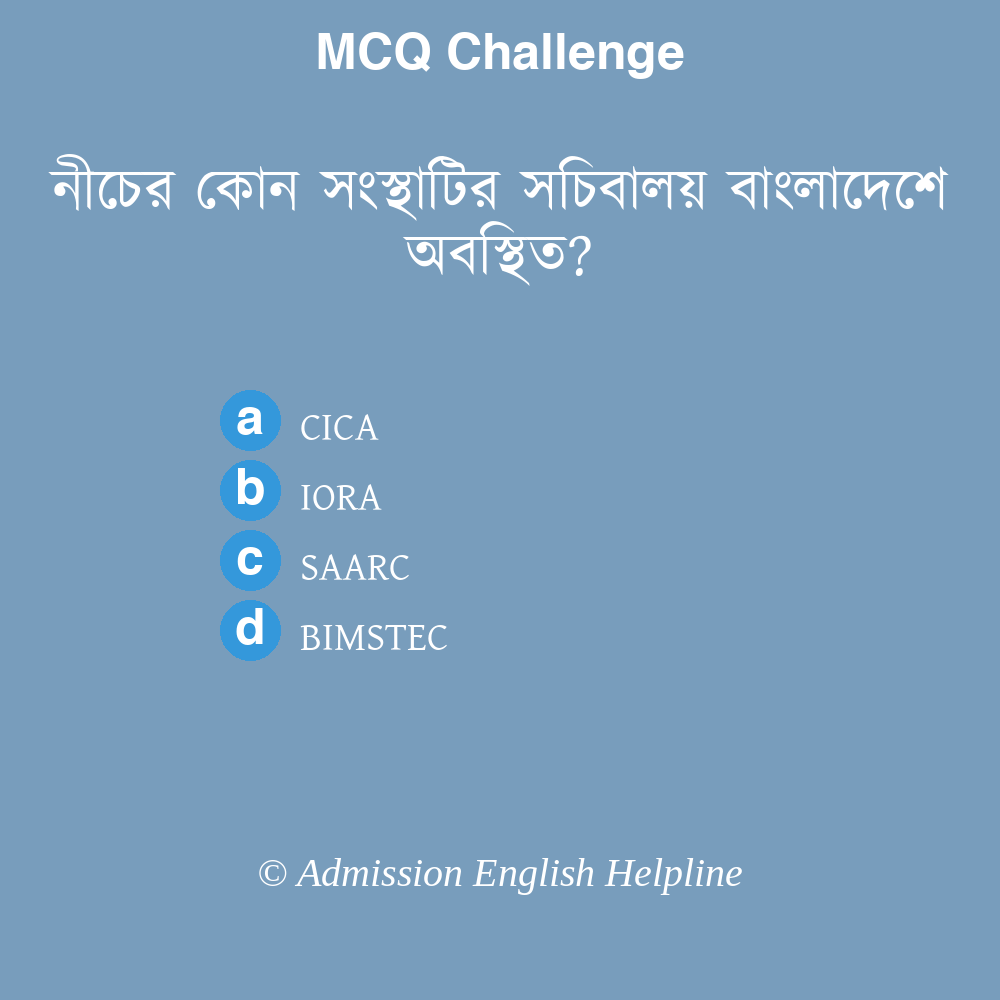 MCQ Challenge
নীচের কোন সংস্থাটির সচিবালয় বাংলাদেশে
অবস্থিত?
a CICA
b IORA
c SAARC
d BIMSTEC
© Admission English Helpline